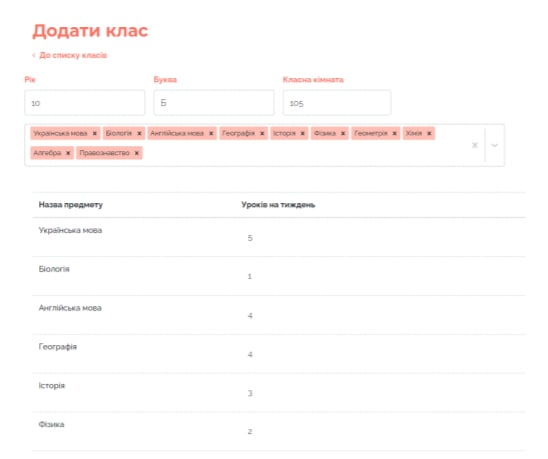 Додати клас
‹ До списку класів
Рік Буква Класна кімната
10 Б 105
Українська мова × Біологія × Англійська мова × Географія × Історія × Фізика × Геометрія × Хімія ×
Алгебра × Правознавство ×
Назва предмету Уроків на тиждень
Українська мова 5
Біологія 1
Англійська мова 4
Географія 4
Історія 3
Фізика 2